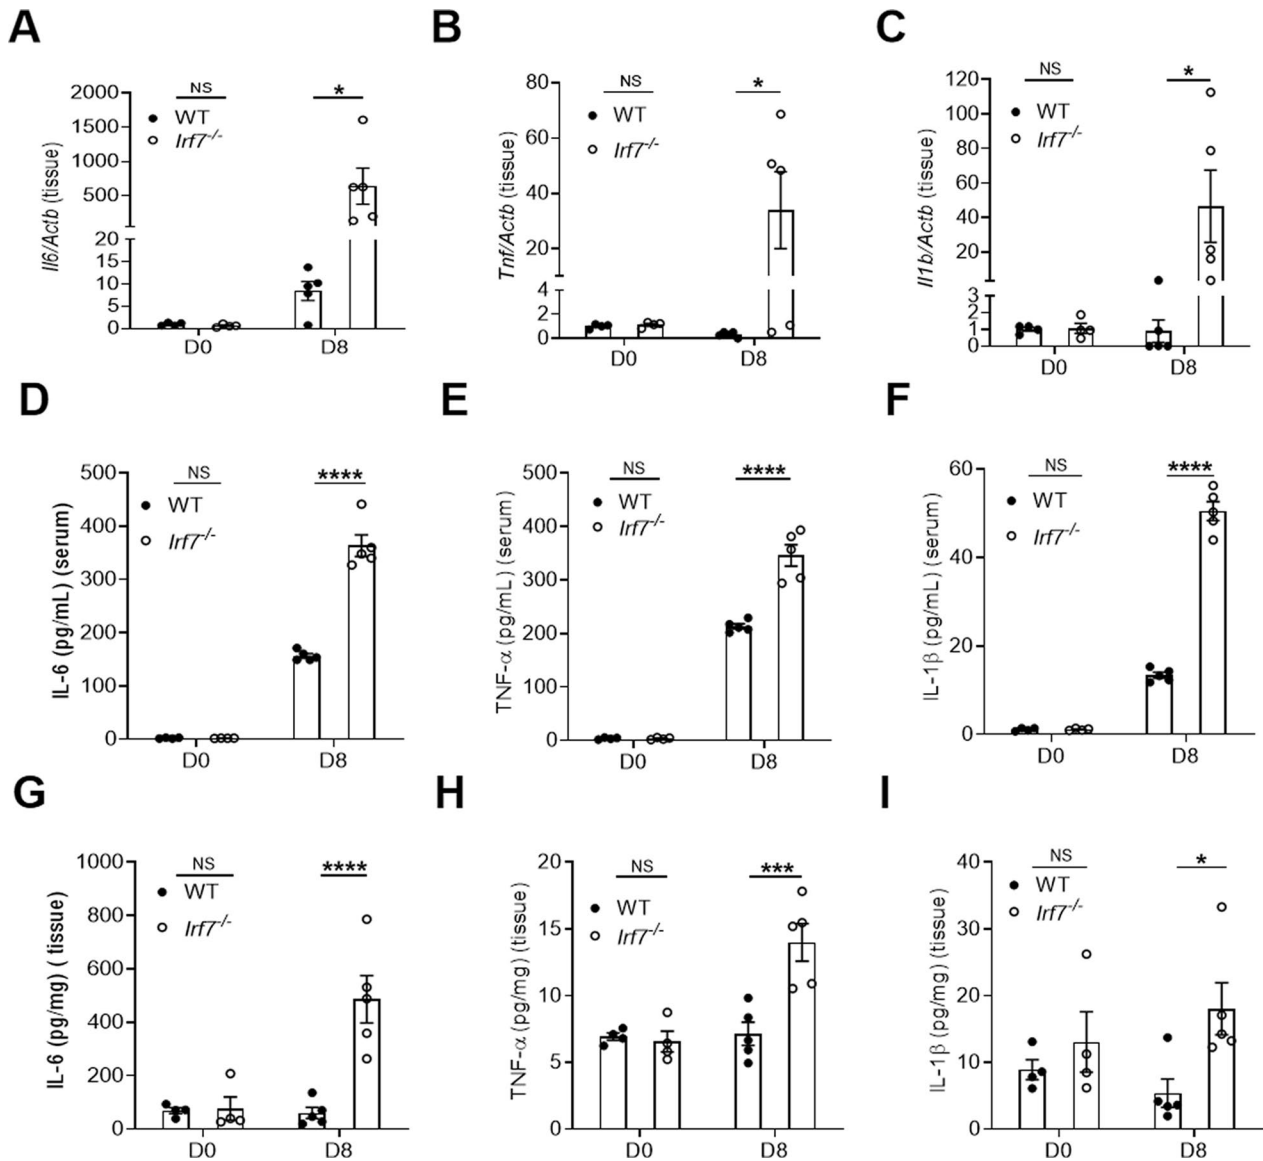 A
Il6/Actb (tissue)
2000
1500
1000
500
20
15
10
5
0
NS
*
WT
Irf7-/-
D0
D8
B
Tnf/Actb (tissue)
80
60
40
20
4
2
0
NS
*
WT
Irf7-/-
D0
D8
C
Il1b/Actb (tissue)
120
100
80
60
40
20
3
2
1
0
NS
*
WT
Irf7-/-
D0
D8
D
IL-6 (pg/mL) (serum)
500
400
300
200
100
0
NS
****
WT
Irf7-/-
D0
D8
E
TNF-α (pg/mL) (serum)
500
400
300
200
100
0
NS
****
WT
Irf7-/-
D0
D8
F
IL-1β (pg/mL) (serum)
60
40
20
0
NS
****
WT
Irf7-/-
D0
D8
G
IL-6 (pg/mg) ( tissue)
1000
800
600
400
200
0
NS
****
WT
Irf7-/-
D0
D8
H
TNF-α (pg/mg) (tissue)
20
15
10
5
0
NS
***
WT
Irf7-/-
D0
D8
I
IL-1β (pg/mg) (tissue)
40
30
20
10
0
NS
*
WT
Irf7-/-
D0
D8